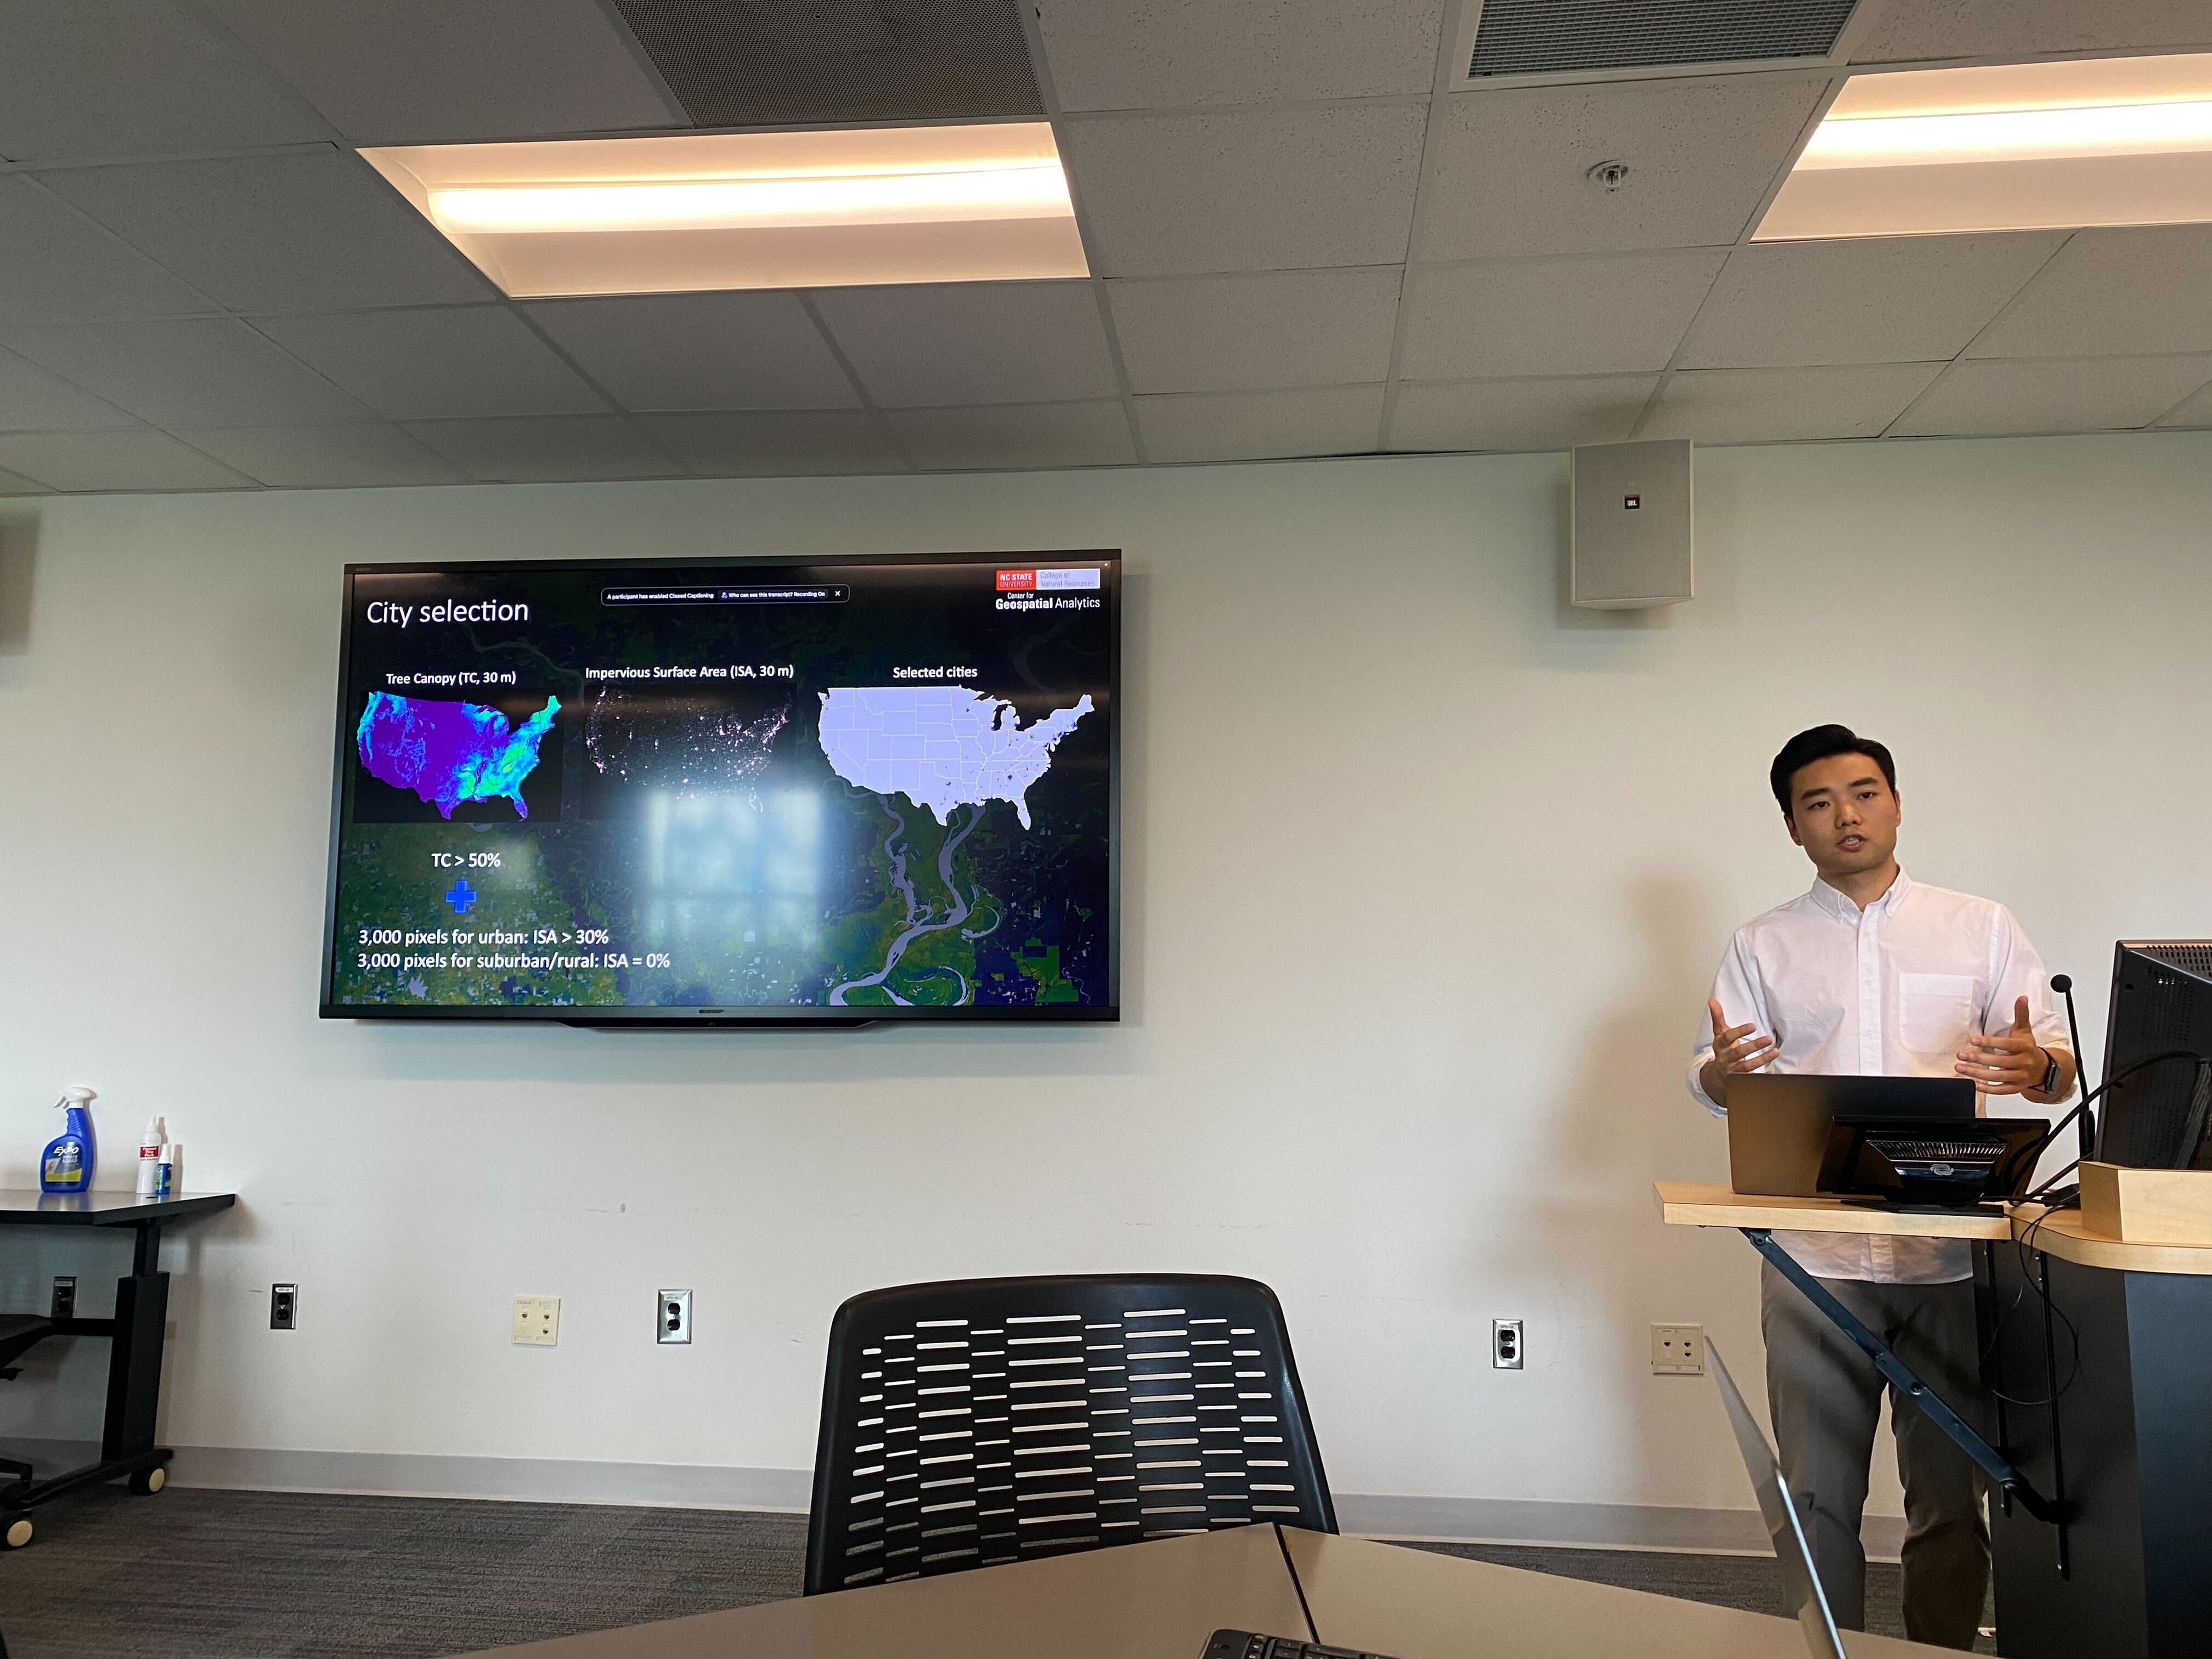 City selection
A participant has enabled Closed Captioning
Who can see this transcript? Recording On
NC STATE
UNIVERSITY
College of
Natural Resources
Center for
Geospatial Analytics
Tree Canopy (TC, 30 m)
Impervious Surface Area (ISA, 30 m)
Selected cities
TC > 50%
3,000 pixels for urban: ISA > 30%
3,000 pixels for suburban/rural: ISA = 0%
JBL
EXPO